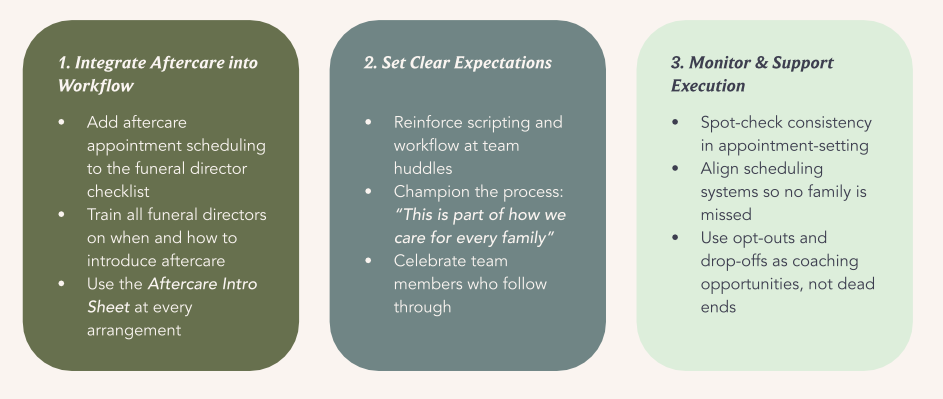 1. Integrate Aftercare into
Workflow
• Add aftercare
appointment scheduling
to the funeral director
checklist
• Train all funeral directors
on when and how to
introduce aftercare
• Use the Aftercare Intro
Sheet at every
arrangement
2. Set Clear Expectations
• Reinforce scripting and
workflow at team
huddles
• Champion the process:
“This is part of how we
care for every family”
• Celebrate team
members who follow
through
3. Monitor & Support
Execution
• Spot-check consistency
in appointment-setting
• Align scheduling
systems so no family is
missed
• Use opt-outs and
drop-offs as coaching
opportunities, not dead
ends